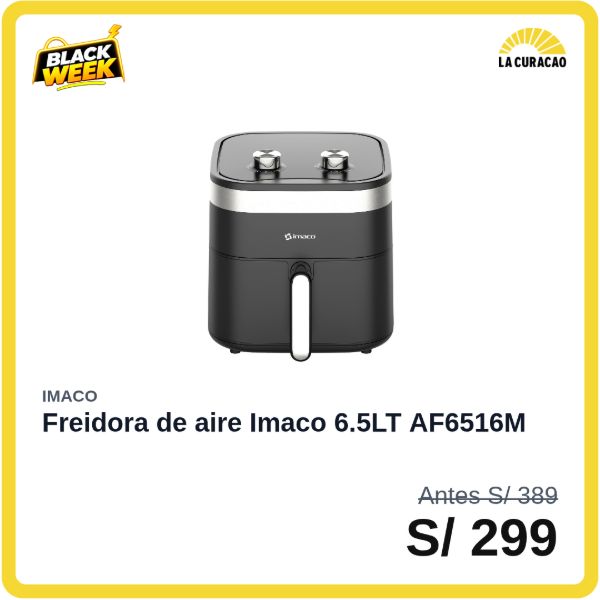 BLACK
WEEK
LA CURACAO
imaco
IMACO
Freidora de aire Imaco 6.5LT AF6516M
Antes S/ 389
S/ 299